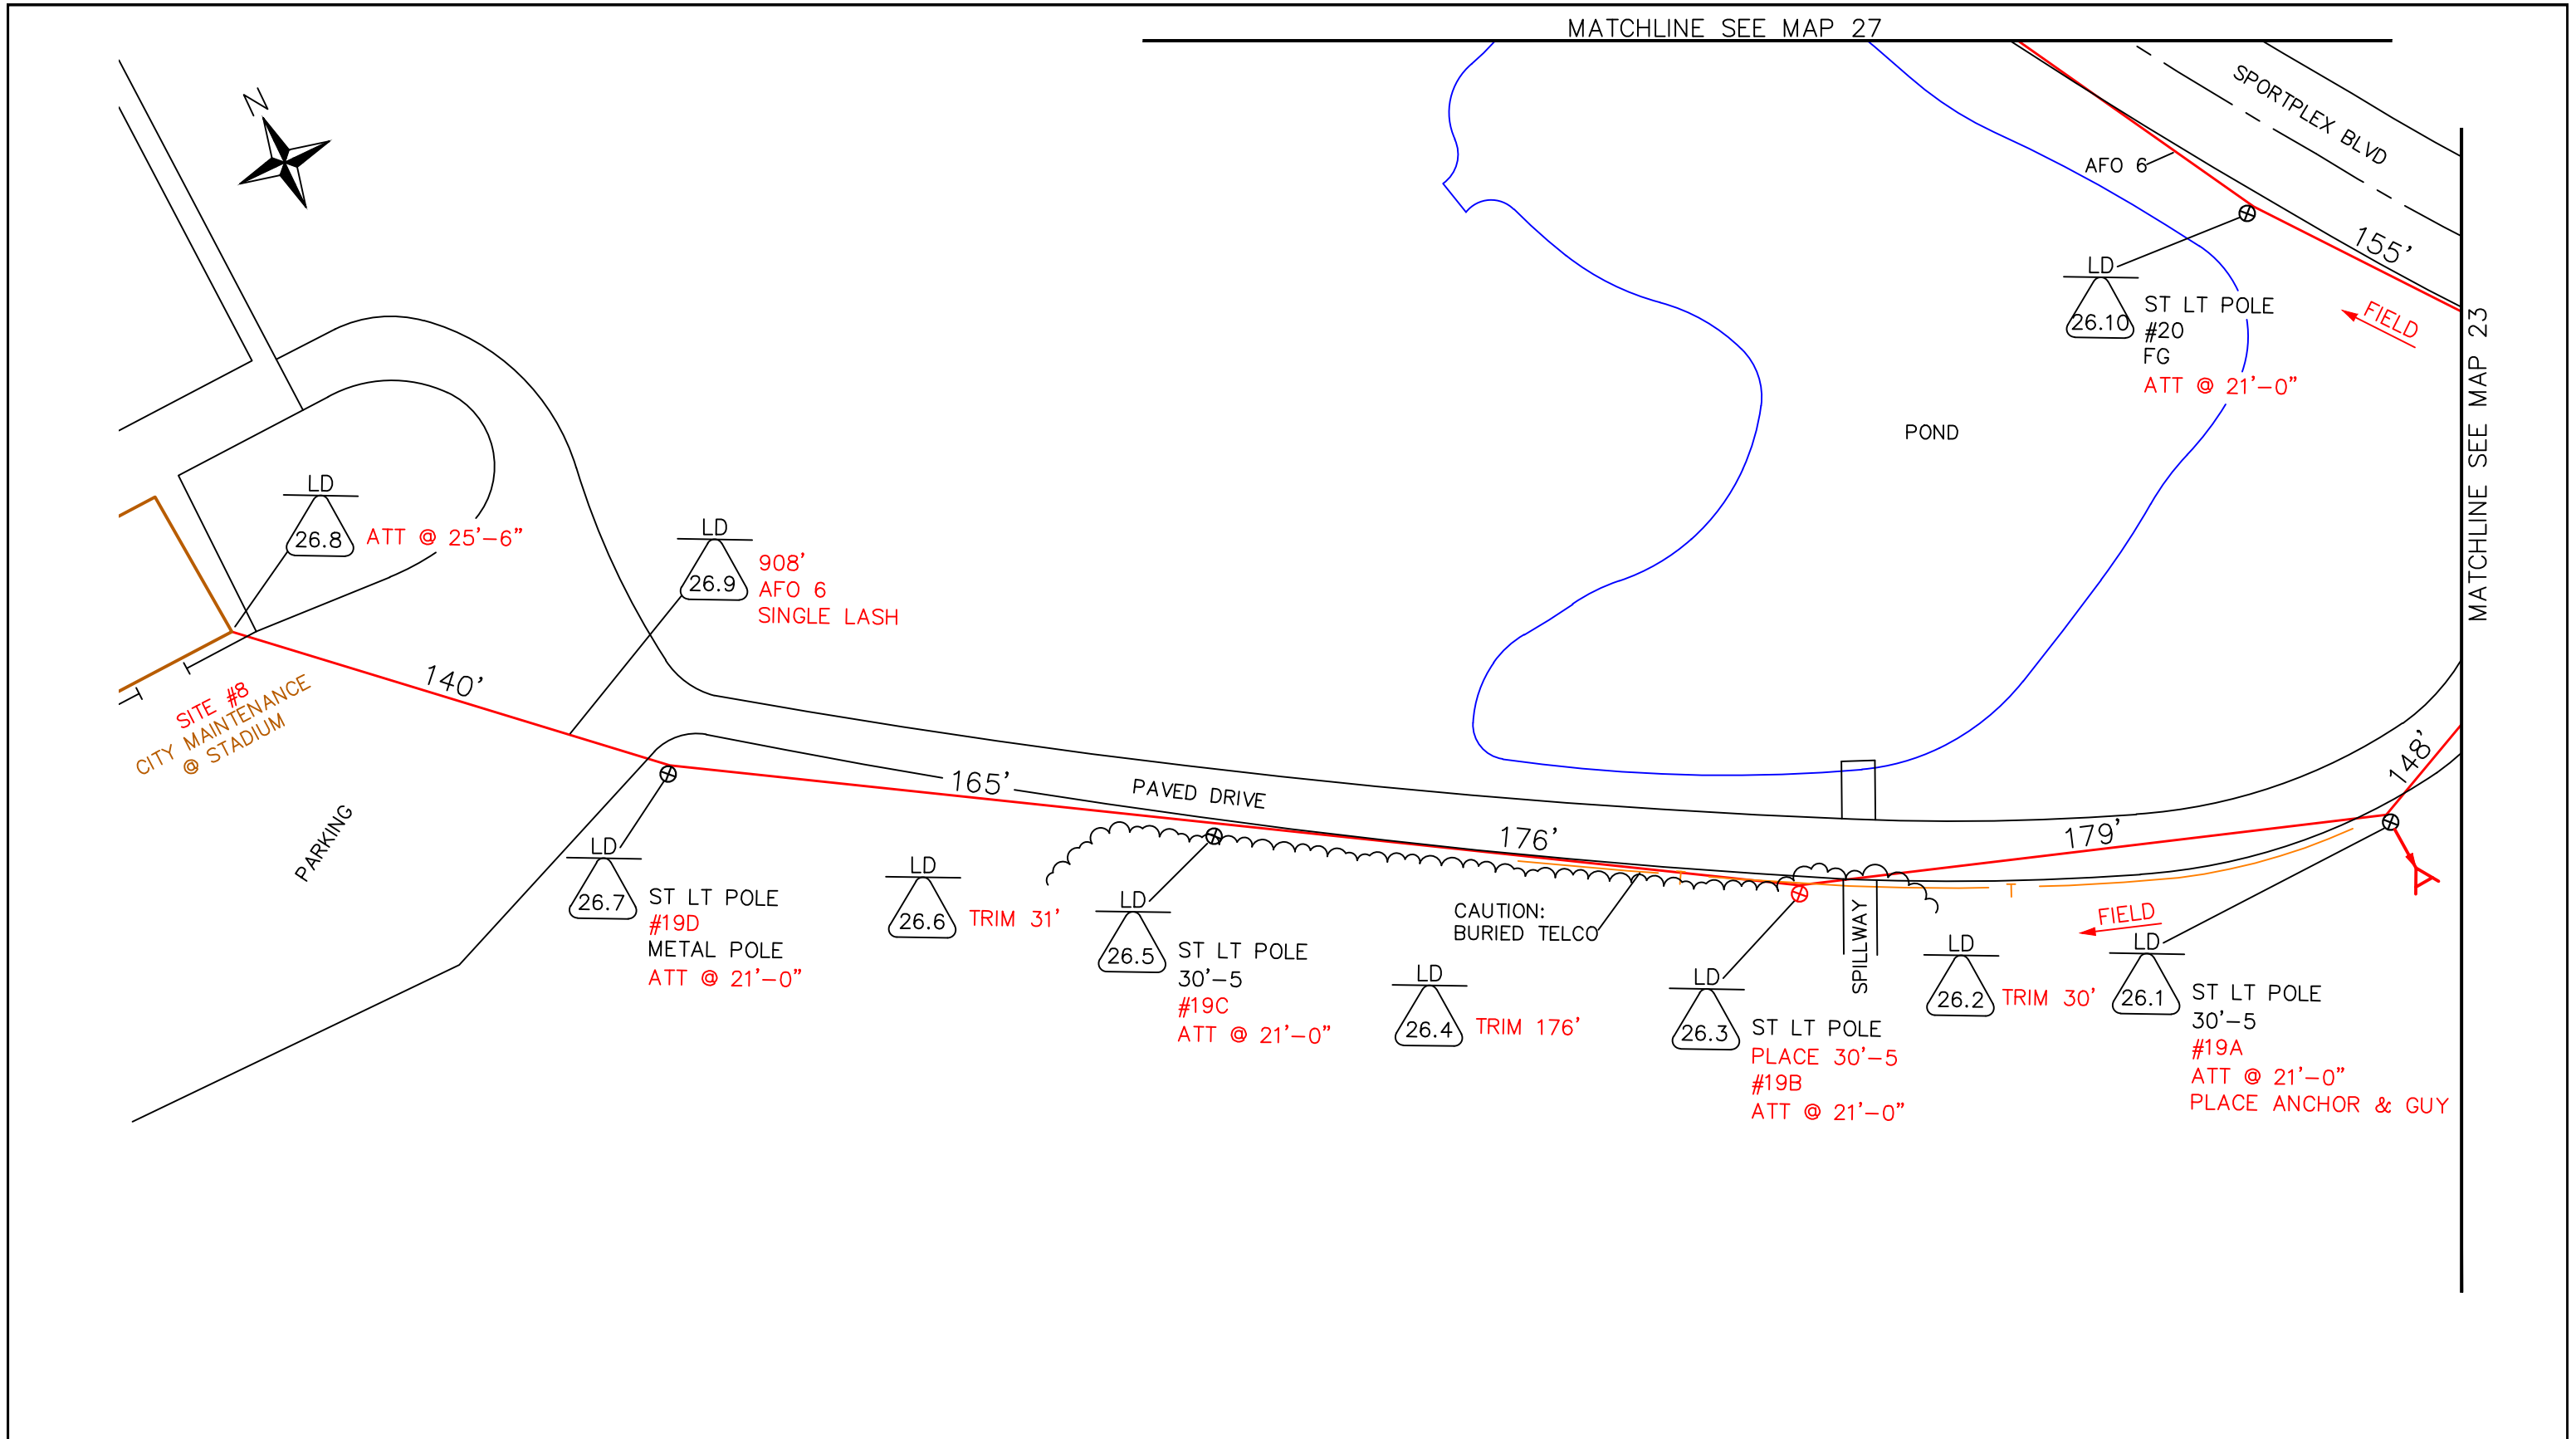 MATCHLINE SEE MAP 27
N
SPORTPLEX BLVD
AFO 6
155'
FIELD
LD
26.10
ST LT POLE
#20
FG
ATT @ 21'-0"
MATCHLINE SEE MAP 23
POND
LD
26.8
ATT @ 25'-6"
LD
26.9
908'
AFO 6
SINGLE LASH
140'
SITE #8
CITY MAINTENANCE
@ STADIUM
PARKING
165'
PAVED DRIVE
176'
179'
148'
LD
26.7
ST LT POLE
#19D
METAL POLE
ATT @ 21'-0"
LD
26.6
TRIM 31'
LD
26.5
ST LT POLE
30'-5
#19C
ATT @ 21'-0"
CAUTION:
BURIED TELCO
T
T
LD
26.4
TRIM 176'
LD
26.3
ST LT POLE
PLACE 30'-5
#19B
ATT @ 21'-0"
SPILLWAY
LD
26.2
TRIM 30'
FIELD
LD
26.1
ST LT POLE
30'-5
#19A
ATT @ 21'-0"
PLACE ANCHOR & GUY